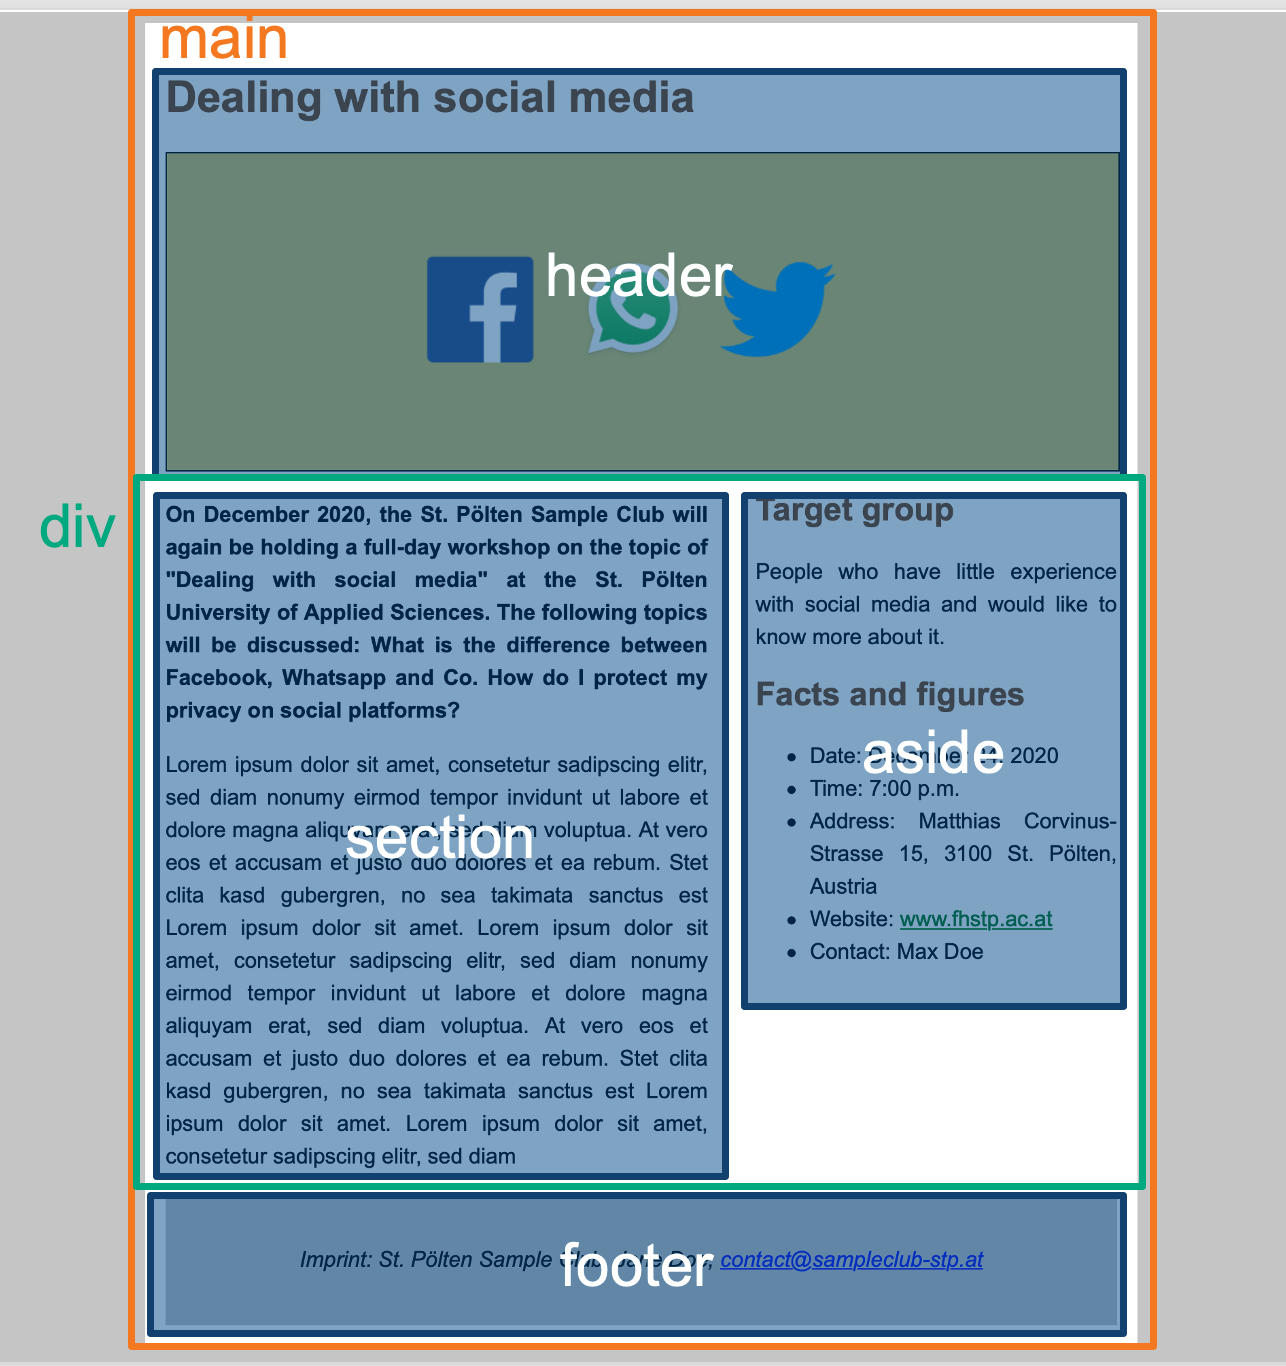 main
Dealing with social media
header
div
On December 2020, the St. Pölten Sample Club will
again be holding a full-day workshop on the topic of
"Dealing with social media" at the St. Pölten
University of Applied Sciences. The following topics
will be discussed: What is the difference between
Facebook, Whatsapp and Co. How do I protect my
privacy on social platforms?
Lorem ipsum dolor sit amet, consetetur sadipscing elitr,
sed diam nonumy eirmod tempor invidunt ut labore et
dolore magna aliquyam erat, sed diam voluptua. At vero
section
eos et accusam et justo duo dolores et ea rebum. Stet
clita kasd gubergren, no sea takimata sanctus est
Lorem ipsum dolor sit amet. Lorem ipsum dolor sit
amet, consetetur sadipscing elitr, sed diam nonumy
eirmod tempor invidunt ut labore et dolore magna
aliquyam erat, sed diam voluptua. At vero eos et
accusam et justo duo dolores et ea rebum. Stet clita
kasd gubergren, no sea takimata sanctus est Lorem
ipsum dolor sit amet. Lorem ipsum dolor sit amet,
consetetur sadipscing elitr, sed diam
Target group
People who have little experience
with social media and would like to
know more about it.
Facts and figures
Date: December 24. 2020
aside
Time: 7:00 p.m.
Address: Matthias Corvinus-
Strasse 15, 3100 St. Pölten,
Austria
Website: www.fhstp.ac.at
Contact: Max Doe
Imprint: St. Pölten Sample Club, Jane Doe, contact@sampleclub-stp.at
footer